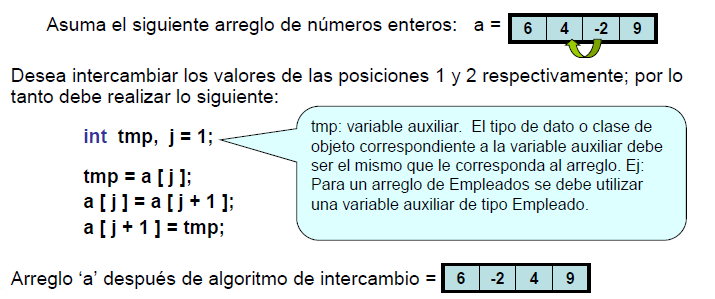 Asuma el siguiente arreglo de números enteros: a = 6 4 -2 9
Desea intercambiar los valores de las posiciones 1 y 2 respectivamente; por lo
tanto debe realizar lo siguiente:
int tmp, j = 1;
tmp = a [ j ];
a [ j ] = a [ j + 1 ];
a [ j + 1 ] = tmp;
tmp: variable auxiliar. El tipo de dato o clase de
objeto correspondiente a la variable auxiliar debe
ser el mismo que le corresponda al arreglo. Ej:
Para un arreglo de Empleados se debe utilizar
una variable auxiliar de tipo Empleado.
Arreglo ‘a’ después de algoritmo de intercambio = 6 -2 4 9